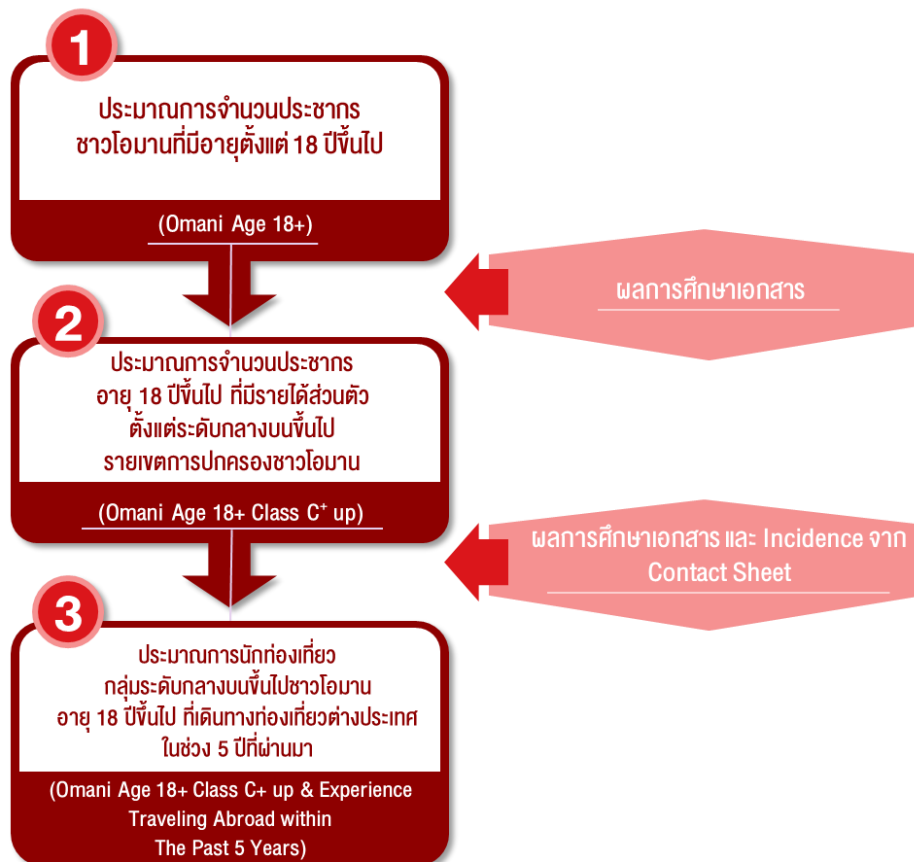 1
ประมาณการจำนวนประชากร
ชาวโอมานที่มีอายุตั้งแต่ 18 ปีขึ้นไป
(Omani Age 18+)
ผลการศึกษาเอกสาร
2
ประมาณการจำนวนประชากร
อายุ 18 ปีขึ้นไป ที่มีรายได้ส่วนตัว
ตั้งแต่ระดับกลางบนขึ้นไป
รายเขตการปกครองชาวโอมาน
(Omani Age 18+ Class C⁺ up)
ผลการศึกษาเอกสาร และ Incidence จาก
Contact Sheet
3
ประมาณการนักท่องเที่ยว
กลุ่มระดับกลางบนขึ้นไปชาวโอมาน
อายุ 18 ปีขึ้นไป ที่เดินทางท่องเที่ยวต่างประเทศ
ในช่วง 5 ปีที่ผ่านมา
(Omani Age 18+ Class C+ up & Experience
Traveling Abroad within
The Past 5 Years)